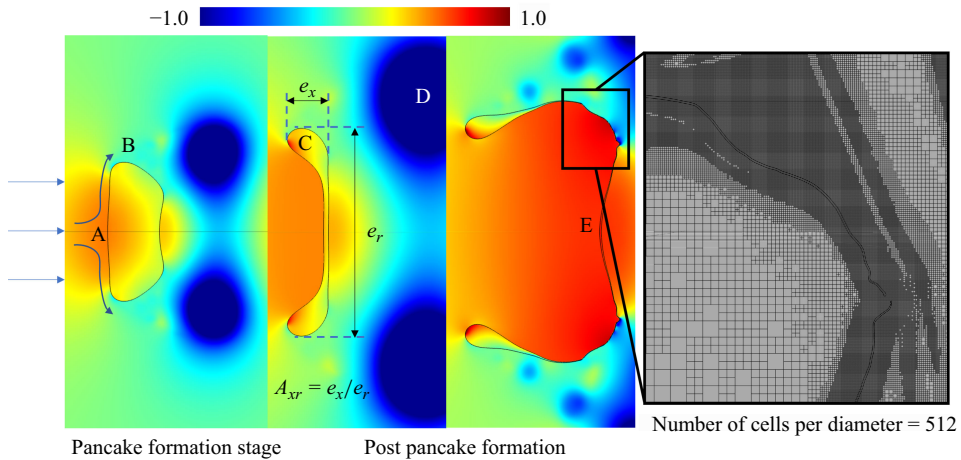 −1.0 1.0
B
A
e_x
C
e_r
A_xr = e_x/e_r
D
E
Pancake formation stage
Post pancake formation
Number of cells per diameter = 512